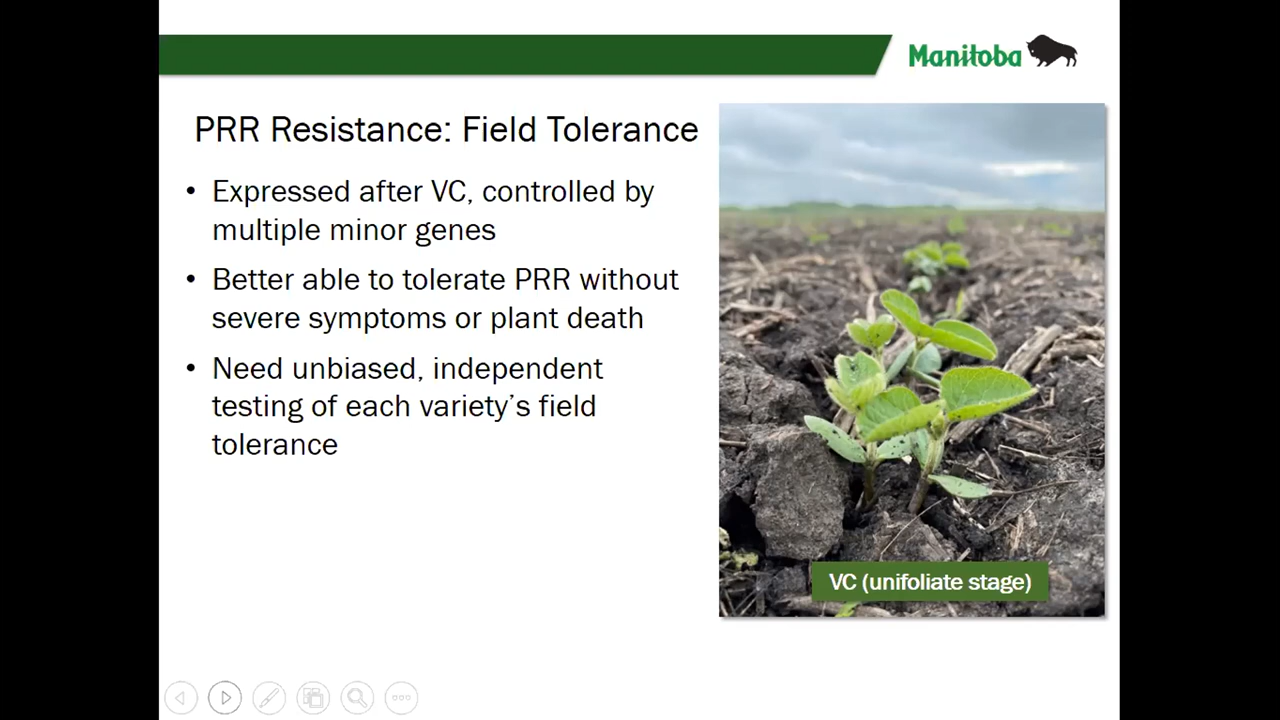 Manitoba
PRR Resistance: Field Tolerance
• Expressed after VC, controlled by
multiple minor genes
• Better able to tolerate PRR without
severe symptoms or plant death
• Need unbiased, independent
testing of each variety’s field
tolerance
VC (unifoliate stage)